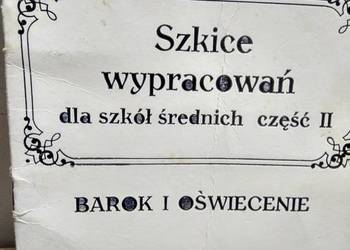 Szkice
wypracowań
dla szkół średnich część II
BAROK I OŚWIECENIE